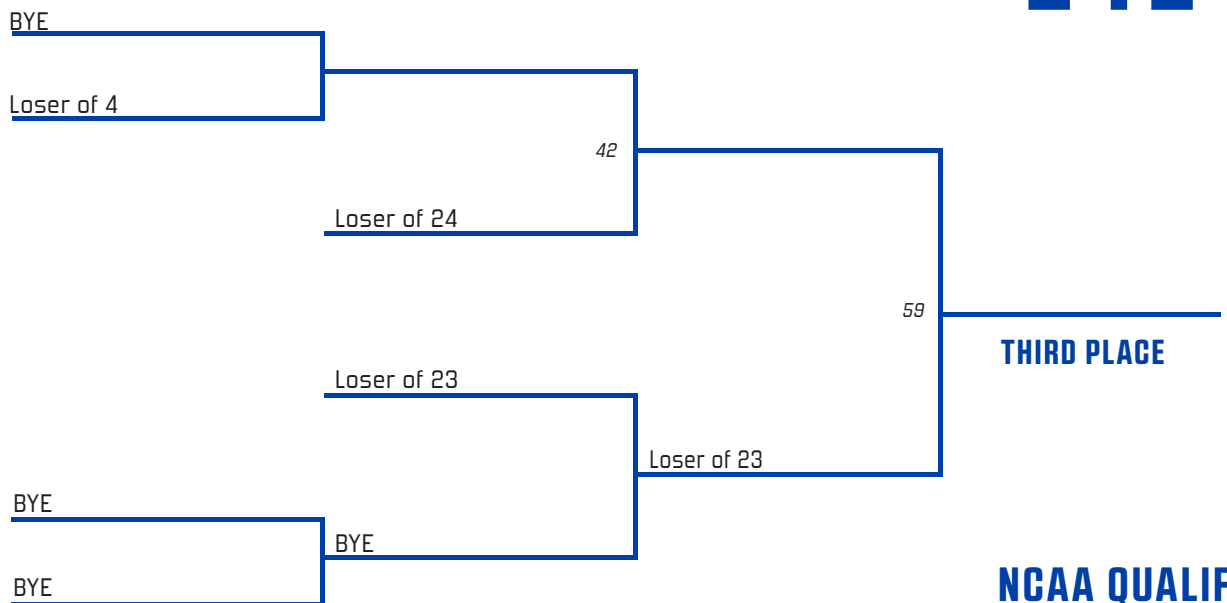 BYE
Loser of 4
42
Loser of 24
59
THIRD PLACE
Loser of 23
Loser of 23
BYE
BYE
BYE
NCAA